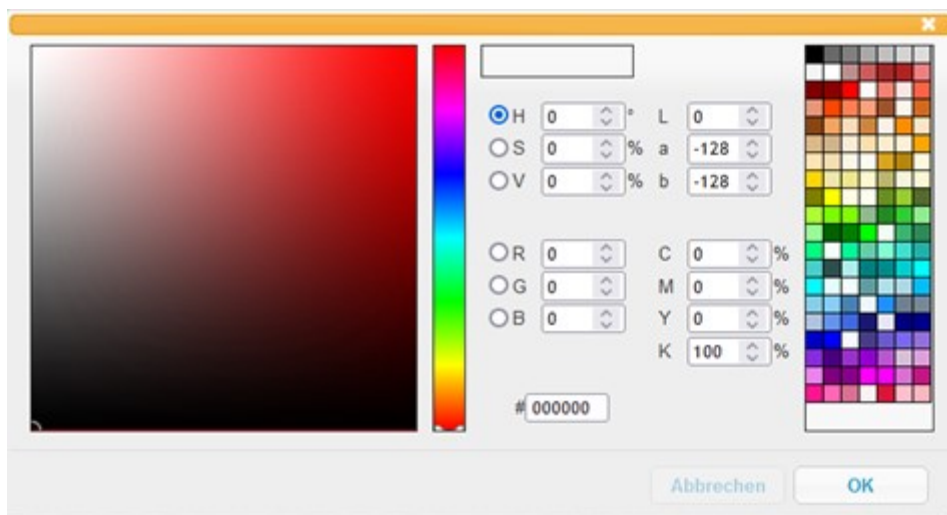 H 0 ° L 0
S 0 % a -128
V 0 % b -128
R 0 C 0 %
G 0 M 0 %
B 0 Y 0 %
K 100 %
# 000000
Abbrechen OK